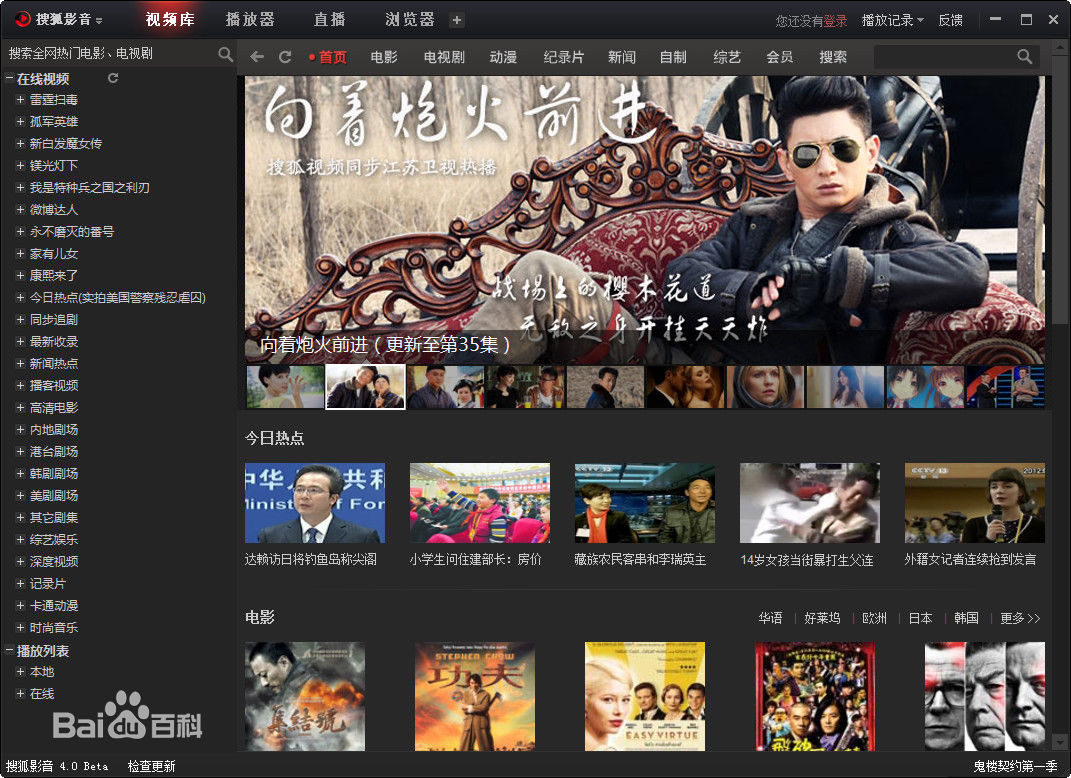 搜狐影音 视频库 播放器 直播 浏览器 + 您还没有登录 播放记录 反馈
搜索全网热门电影、电视剧
首页 电影 电视剧 动漫 纪录片 新闻 自制 综艺 会员 搜索
在线视频
雷霆扫毒
孤军英雄
新白发魔女传
镁光灯下
我是特种兵之国之利刃
微博达人
永不磨灭的番号
家有儿女
康熙来了
今日热点(实拍美国警察残忍虐囚)
同步追剧
最新收录
新闻热点
播客视频
高清电影
内地剧场
港台剧场
韩剧剧场
美剧剧场
其它剧集
综艺娱乐
深度视频
记录片
卡通动漫
时尚音乐
播放列表
本地
在线
Baidu百科
向着炮火前进
搜狐视频同步江苏卫视热播
战场上的樱木花道
无敌之身开挂天天炸
向着炮火前进（更新至第35集）
今日热点
中华人 共和
Minist of For
CCTV-13
CCTV-13
2012
达赖访日将钓鱼岛称尖阁
小学生问住建部长：房价
藏族农民客串和李瑞英主
14岁女孩当街暴打生父连
外籍女记者连续抢到发言
电影 华语 好莱坞 欧洲 日本 韩国 更多>>
集结號
STEPHEN CHOW
功夫
EASY VIRTUE
搜狐影音 4.0 Beta 检查更新 鬼楼契约第一季